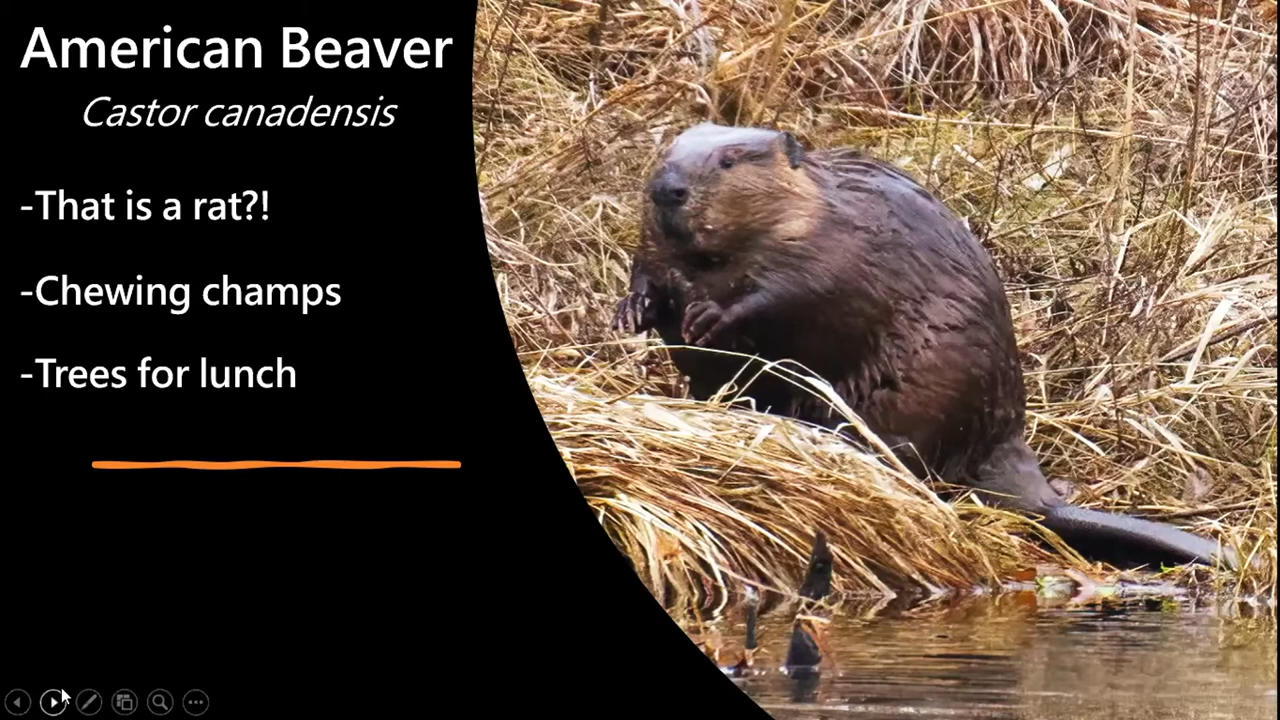 American Beaver
Castor canadensis
-That is a rat?!
-Chewing champs
-Trees for lunch